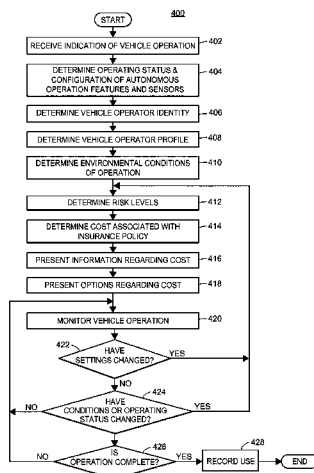 400
START
RECEIVE INDICATION OF VEHICLE OPERATION
402
DETERMINE OPERATING STATUS &
CONFIGURATION OF AUTONOMOUS
OPERATION FEATURES AND SENSORS
404
DETERMINE VEHICLE OPERATOR IDENTITY
406
DETERMINE VEHICLE OPERATOR PROFILE
408
DETERMINE ENVIRONMENTAL CONDITIONS
OF OPERATION
410
DETERMINE RISK LEVELS
412
DETERMINE COST ASSOCIATED WITH
INSURANCE POLICY
414
PRESENT INFORMATION REGARDING COST
416
PRESENT OPTIONS REGARDING COST
418
MONITOR VEHICLE OPERATION
420
422
HAVE
SETTINGS CHANGED?
YES
NO
424
HAVE
CONDITIONS OR OPERATING
STATUS CHANGED?
NO
YES
NO
426
IS
OPERATION COMPLETE?
NO
YES
428
RECORD USE
END